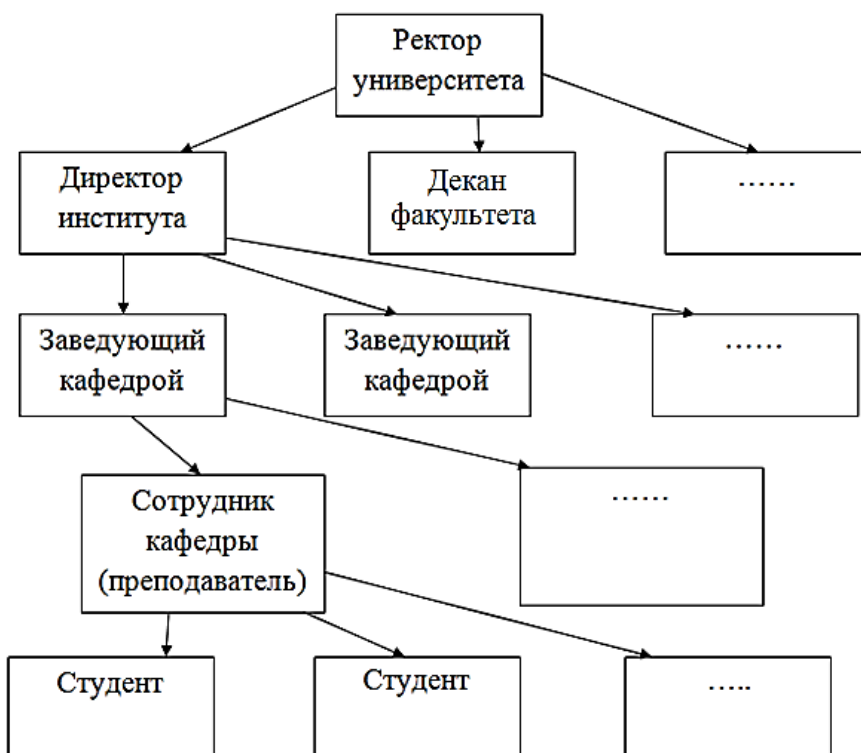 Ректор
университета
Директор
института
Декан
факультета
……
Заведующий
кафедрой
Заведующий
кафедрой
……
Сотрудник
кафедры
(преподаватель)
……
Студент
Студент
…..